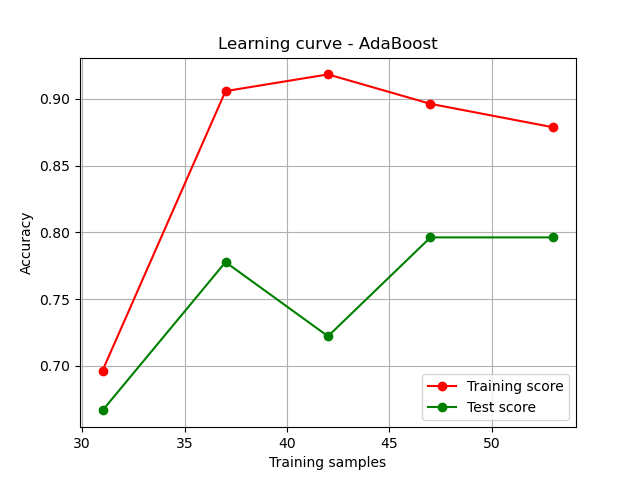 Learning curve - AdaBoost
0.90
0.85
0.80
0.75
0.70
Accuracy
Training score
Test score
30 35 40 45 50
Training samples